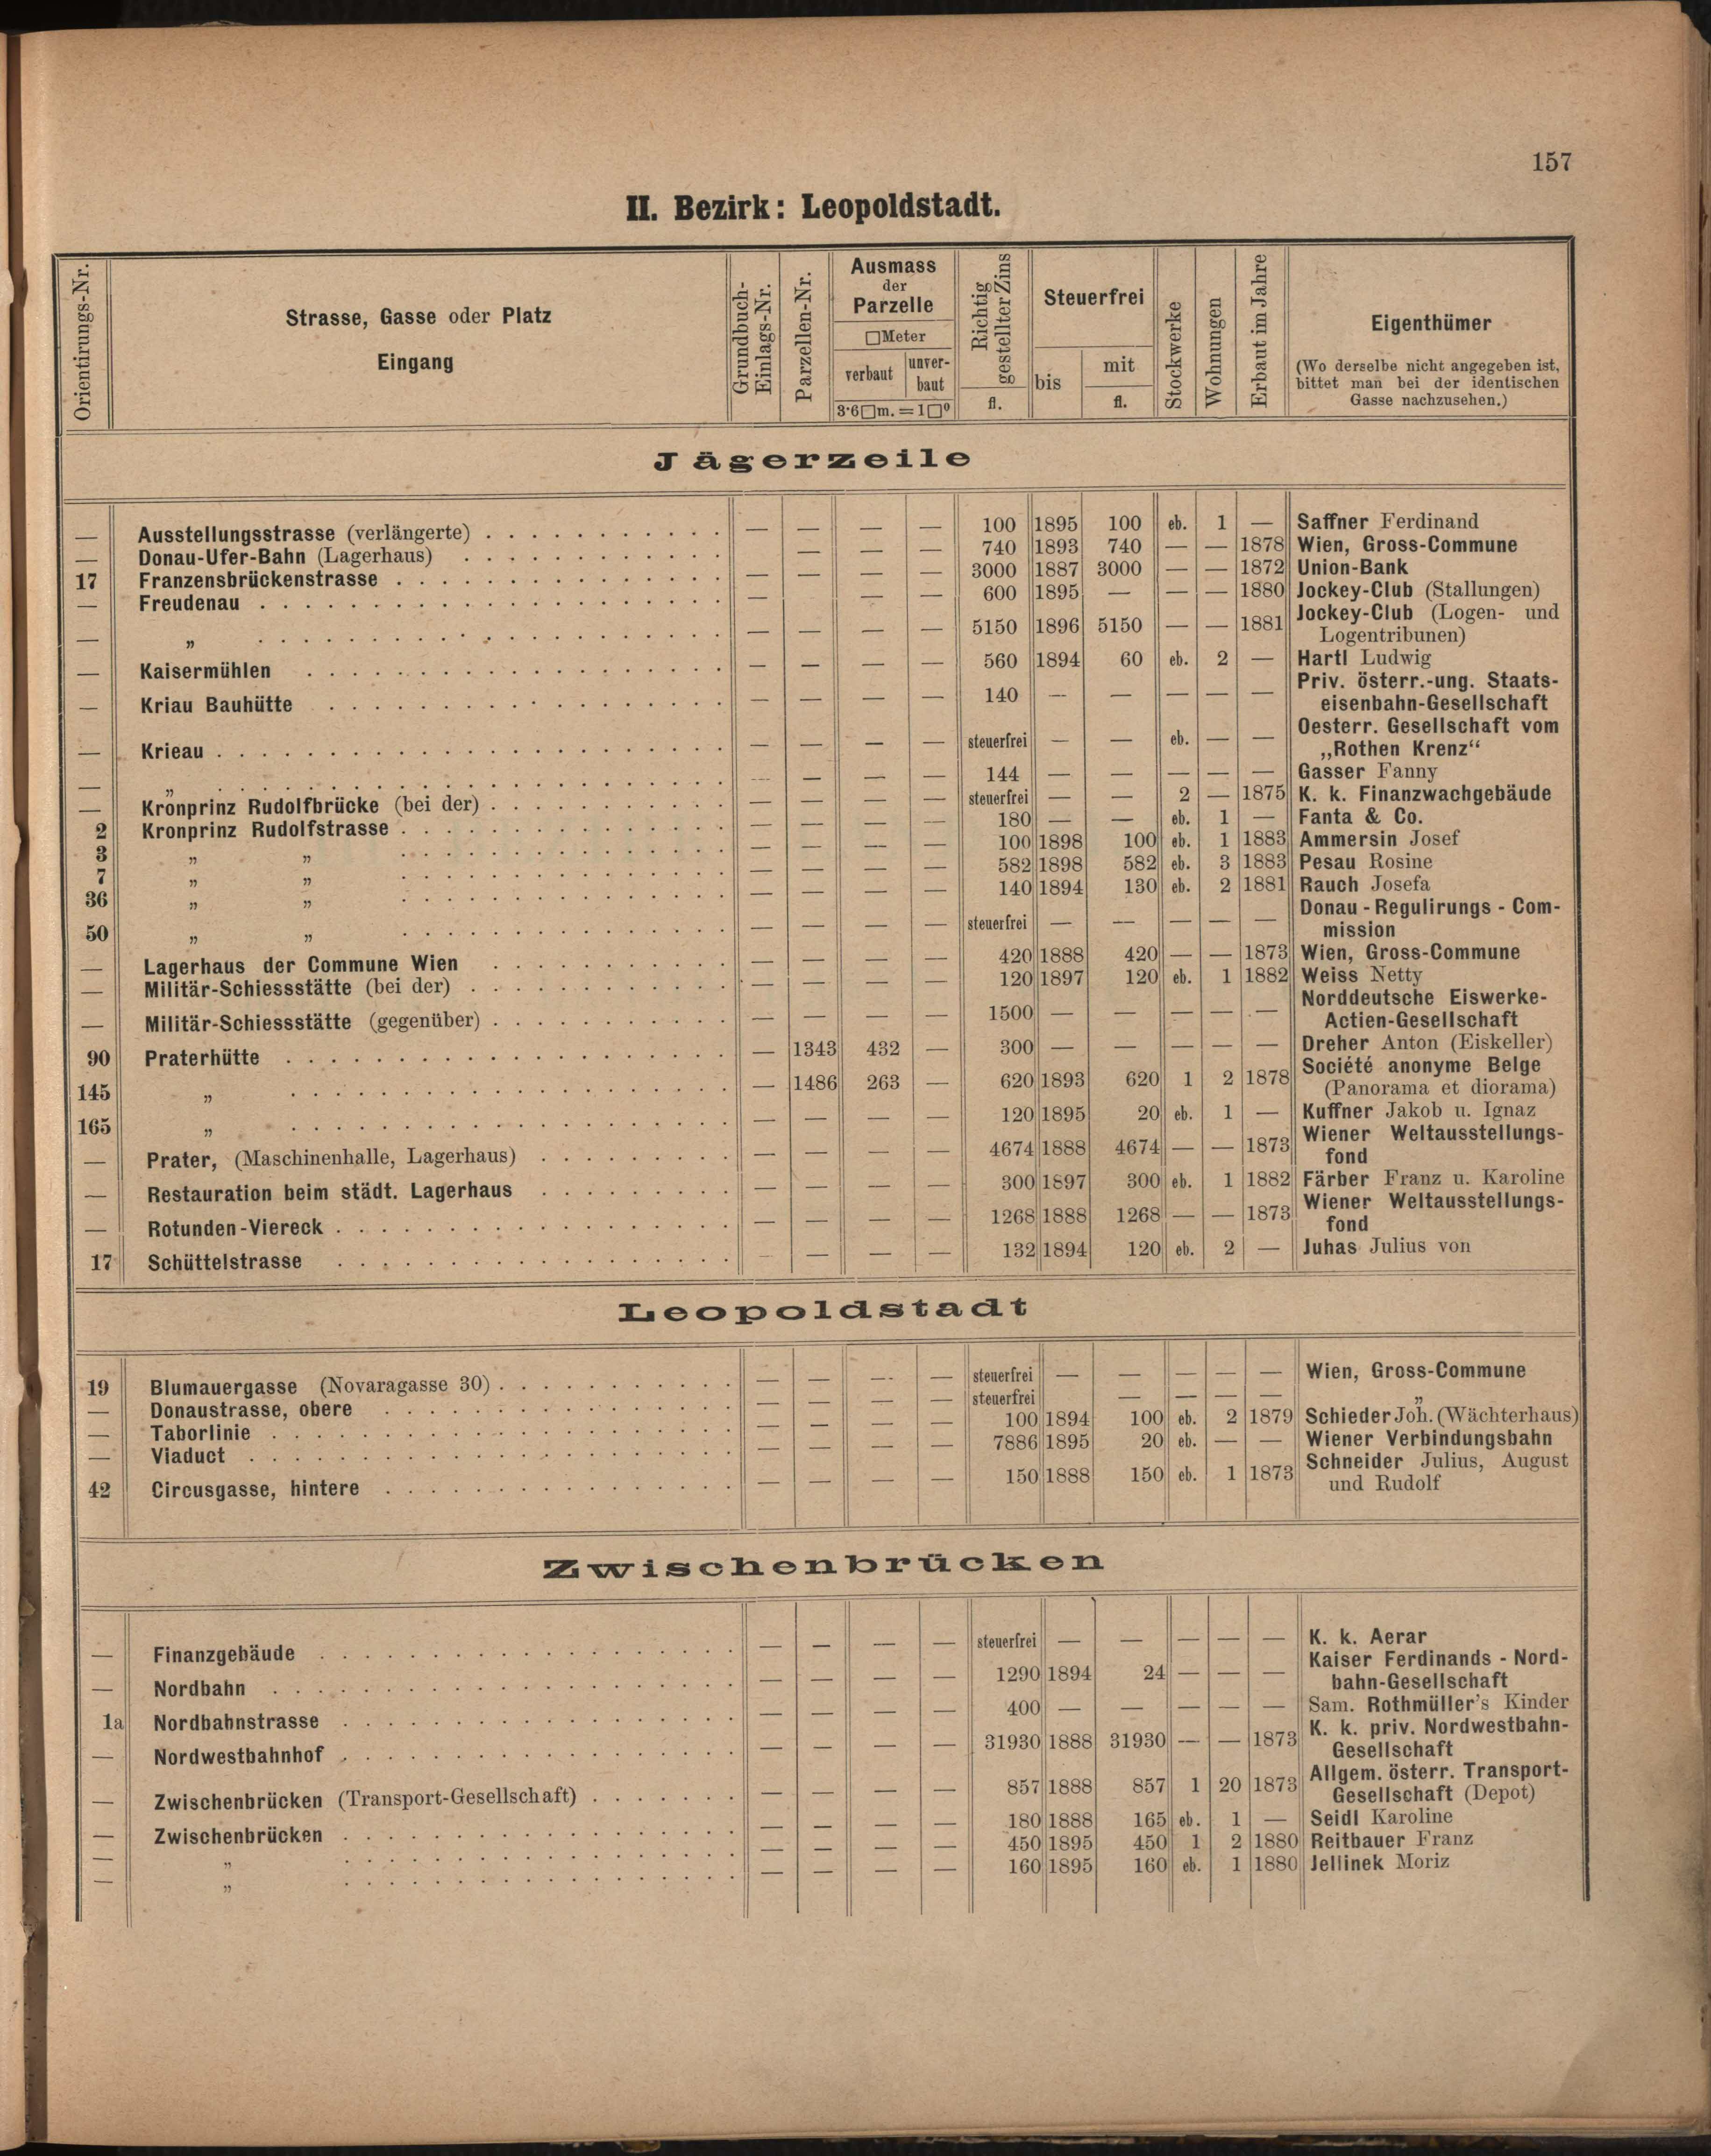 157
II. Bezirk: Leopoldstadt.
Orientirungs-Nr.
Strasse, Gasse oder Platz
Eingang
Grundbuch-
Einlags-Nr.
Parzellen-Nr.
Ausmass
der
Parzelle
□Meter
verbaut
unver-
baut
3·6□m. = 1□⁰
Richtig
gestellter Zins
fl.
Steuerfrei
bis
mit
fl.
Stockwerke
Wohnungen
Erbaut im Jahre
Eigenthümer
(Wo derselbe nicht angegeben ist,
bittet man bei der identischen
Gasse nachzusehen.)
Jägerzeile
— Ausstellungsstrasse (verlängerte) . . . — — — — 100 1895 100 eb. 1 — Saffner Ferdinand
— Donau-Ufer-Bahn (Lagerhaus) . . . — — — 740 1893 740 — — 1878 Wien, Gross-Commune
17 Franzensbrückenstrasse . . . — — — — 3000 1887 3000 — — 1872 Union-Bank
— Freudenau . . . — — — 600 1895 — — — 1880 Jockey-Club (Stallungen)
— „ . . . — — — — 5150 1896 5150 — — 1881 Jockey-Club (Logen- und
Logentribunen)
— Kaisermühlen . . . — — — — 560 1894 60 eb. 2 — Hartl Ludwig
— Kriau Bauhütte . . . — — — — 140 — — — — — Priv. österr.-ung. Staats-
eisenbahn-Gesellschaft
— Krieau . . . — — — — steuerfrei — — eb. — — Oesterr. Gesellschaft vom
„Rothen Krenz“
— „ . . . — — — — 144 — — — — — Gasser Fanny
— Kronprinz Rudolfbrücke (bei der) . . . — — — — steuerfrei — — 2 — 1875 K. k. Finanzwachgebäude
2 Kronprinz Rudolfstrasse . . . — — — — 180 — — eb. 1 — Fanta & Co.
3 „ „ . . . — — — — 100 1898 100 eb. 1 1883 Ammersin Josef
7 „ „ . . . — — — — 582 1898 582 eb. 3 1883 Pesau Rosine
36 „ „ . . . — — — — 140 1894 130 eb. 2 1881 Rauch Josefa
50 „ „ . . . — — — — steuerfrei — — — — — Donau-Regulirungs-Com-
mission
— Lagerhaus der Commune Wien . . . — — — — 420 1888 420 — — 1873 Wien, Gross-Commune
— Militär-Schiessstätte (bei der) . . . — — — — 120 1897 120 eb. 1 1882 Weiss Netty
— Militär-Schiessstätte (gegenüber) . . . — — — — 1500 — — — — — Norddeutsche Eiswerke-
Actien-Gesellschaft
90 Praterhütte . . . — 1343 432 — 300 — — — — — Dreher Anton (Eiskeller)
145 „ . . . — 1486 263 — 620 1893 620 1 2 1878 Société anonyme Belge
(Panorama et diorama)
165 „ . . . — — — — 120 1895 20 eb. 1 — Kuffner Jakob u. Ignaz
— Prater, (Maschinenhalle, Lagerhaus) . . . — — — — 4674 1888 4674 — — 1873 Wiener Weltausstellungs-
fond
— Restauration beim städt. Lagerhaus . . . — — — — 300 1897 300 eb. 1 1882 Färber Franz u. Karoline
— Rotunden-Viereck . . . — — — — 1268 1888 1268 — — 1873 Wiener Weltausstellungs-
fond
17 Schüttelstrasse . . . — — — — 132 1894 120 eb. 2 — Juhas Julius von
Leopoldstadt
19 Blumauergasse (Novaragasse 30) . . . — — — — steuerfrei — — — — — Wien, Gross-Commune
— Donaustrasse, obere . . . — — — — steuerfrei — — — — „
— Taborlinie . . . — — — — 100 1894 100 eb. 2 1879 Schieder Joh. (Wächterhaus)
— Viaduct . . . — — — — 7886 1895 20 eb. — — Wiener Verbindungsbahn
42 Circusgasse, hintere . . . — — — — 150 1888 150 eb. 1 1873 Schneider Julius, August
und Rudolf
Zwischenbrücken
— Finanzgebäude . . . — — — — steuerfrei — — — — — K. k. Aerar
— Nordbahn . . . — — — — 1290 1894 24 — — — Kaiser Ferdinands-Nord-
bahn-Gesellschaft
1a Nordbahnstrasse . . . — — — — 400 — — — — — Sam. Rothmüller's Kinder
— Nordwestbahnhof . . . — — — — 31930 1888 31930 — — 1873 K. k. priv. Nordwestbahn-
Gesellschaft
— Zwischenbrücken (Transport-Gesellschaft) . . . — — — — 857 1888 857 1 20 1873 Allgem. österr. Transport-
Gesellschaft (Depot)
— Zwischenbrücken . . . — — — — 180 1888 165 eb. 1 — Seidl Karoline
— „ . . . — — — — 450 1895 450 1 2 1880 Reitbauer Franz
— „ . . . — — — — 160 1895 160 eb. 1 1880 Jellinek Moriz